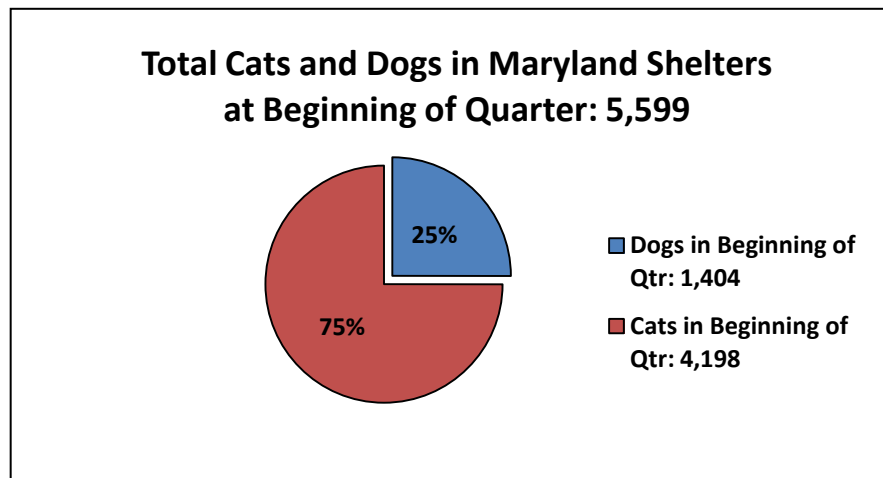 Total Cats and Dogs in Maryland Shelters
at Beginning of Quarter: 5,599
25%
75%
Dogs in Beginning of
Qtr: 1,404
Cats in Beginning of
Qtr: 4,198